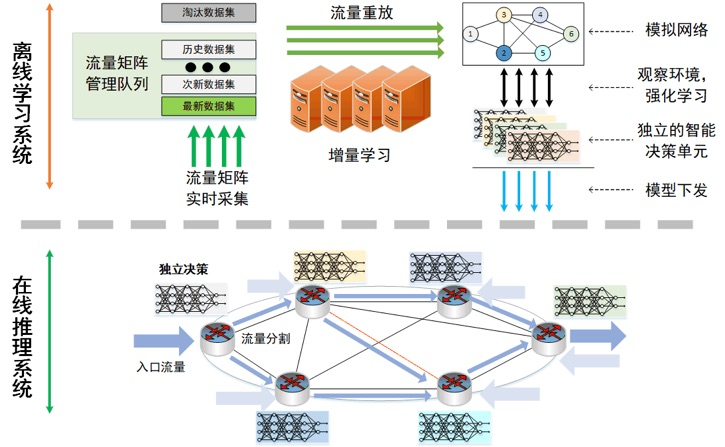 离线学习系统
淘汰数据集
流量矩阵
管理队列
历史数据集
次新数据集
最新数据集
流量矩阵
实时采集
流量重放
增量学习
1
3
4
6
2
5
模拟网络
观察环境,
强化学习
独立的智能
决策单元
模型下发
在线推理系统
独立决策
流量分割
入口流量